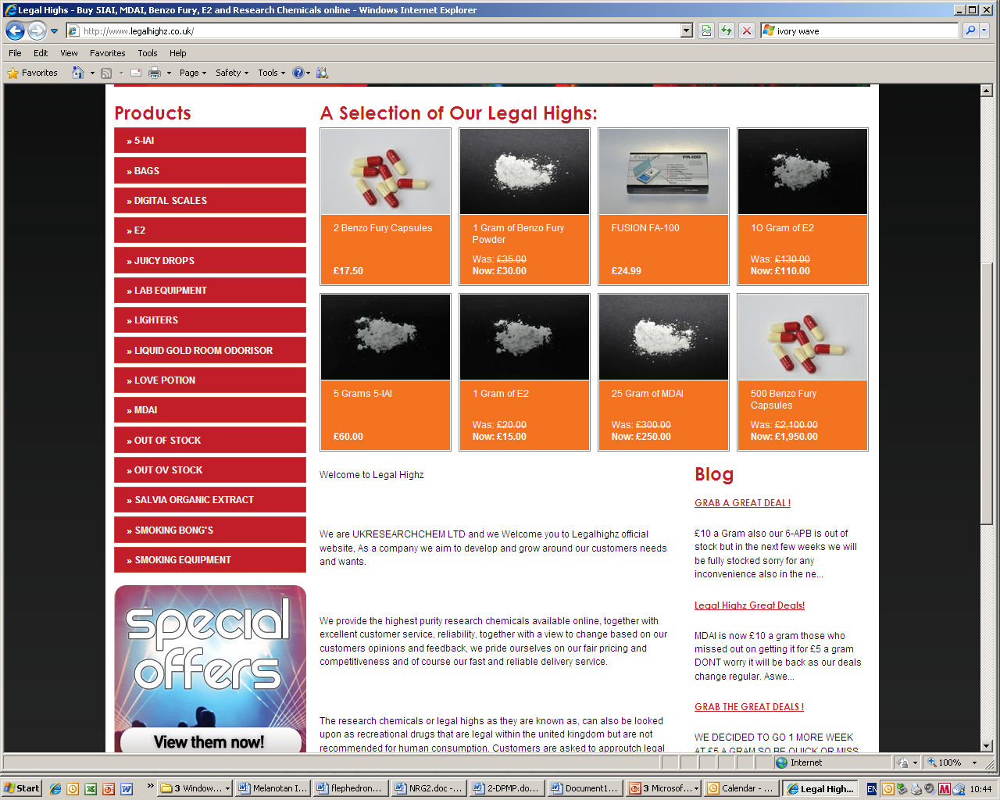 Legal Highs - Buy 5IAI, MDAI, Benzo Fury, E2 and Research Chemicals online - Windows Internet Explorer
http://www.legalhighz.co.uk/
ivory wave
File Edit View Favorites Tools Help
Favorites Page Safety Tools
Products
» 5-IAI
» BAGS
» DIGITAL SCALES
» E2
» JUICY DROPS
» LAB EQUIPMENT
» LIGHTERS
» LIQUID GOLD ROOM ODORISOR
» LOVE POTION
» MDAI
» OUT OF STOCK
» OUT OV STOCK
» SALVIA ORGANIC EXTRACT
» SMOKING BONG'S
» SMOKING EQUIPMENT
special
offers
View them now!
A Selection of Our Legal Highs:
2 Benzo Fury Capsules
£17.50
1 Gram of Benzo Fury
Powder
Was: £35.00
Now: £30.00
FR-100
FUSION FA-100
£24.99
10 Gram of E2
Was: £130.00
Now: £110.00
5 Grams 5-IAI
£60.00
1 Gram of E2
Was: £20.00
Now: £15.00
25 Gram of MDAI
Was: £300.00
Now: £250.00
500 Benzo Fury
Capsules
Was: £2,100.00
Now: £1,950.00
Welcome to Legal Highz
We are UKRESEARCHCHEM LTD and we Welcome you to Legalhighz official
website, As a company we aim to develop and grow around our customers needs
and wants.
We provide the highest purity research chemicals available online, together with
excellent customer service, reliability, together with a view to change based on our
customers opinions and feedback, we pride ourselves on our fair pricing and
competitiveness and of course our fast and reliable delivery service.
The research chemicals or legal highs as they are known as, can also be looked
upon as recreational drugs that are legal within the united kingdom but are not
recommended for human consumption. Customers are asked to approutch legal
Blog
GRAB A GREAT DEAL !
£10 a Gram also our 6-APB is out of
stock but in the next few weeks we will
be fully stocked sorry for any
inconvenience also in the ne...
Legal Highz Great Deals!
MDAI is now £10 a gram those who
missed out on getting it for £5 a gram
DONT worry it will be back as our deals
change regular. Aswe...
GRAB THE GREAT DEALS !
WE DECIDED TO GO 1 MORE WEEK
AT £5 A GRAM SO BE QUICK OR MISS
Internet 100%
Start » 3 Window... Melanotan I... flephedron... NRG2.doc -... 2-DPMP.do... Document1... 3 Microsof... Calendar - ... Legal High... EN 10:44